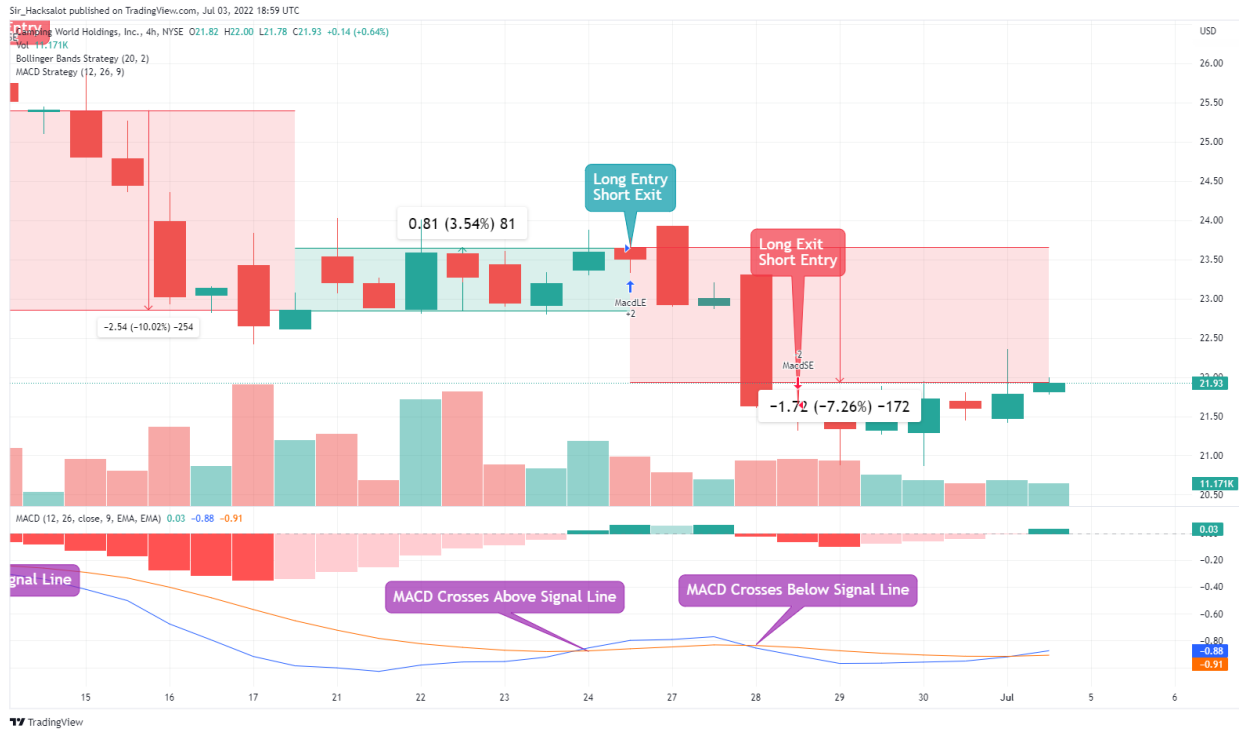 Sir_Hacksalot published on TradingView.com, Jul 03, 2022 18:59 UTC
Entry
Camping World Holdings, Inc., 4h, NYSE O21.82 H22.00 L21.78 C21.93 +0.14 (+0.64%)
Vol 11.171K
Bollinger Bands Strategy (20, 2)
MACD Strategy (12, 26, 9)
USD
26.00
25.50
25.00
24.50
24.00
23.50
23.00
22.50
22.00
21.93
21.50
21.00
11.171K
20.50
−2.54 (−10.02%) −254
0.81 (3.54%) 81
Long Entry
Short Exit
MacdLE
+2
Long Exit
Short Entry
-2
MacdSE
−1.72 (−7.26%) −172
MACD (12, 26, close, 9, EMA, EMA) 0.03 −0.88 −0.91
gnal Line
MACD Crosses Above Signal Line
MACD Crosses Below Signal Line
0.03
0.00
−0.20
−0.40
−0.60
−0.80
−0.88
−0.91
15 16 17 21 22 23 24 27 28 29 30 Jul 5 6
TradingView